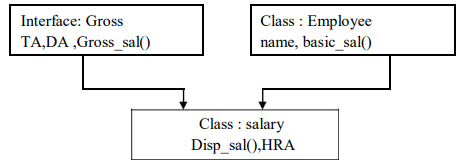 Interface: Gross
TA,DA ,Gross_sal()
Class : Employee
name, basic_sal()
Class : salary
Disp_sal(),HRA